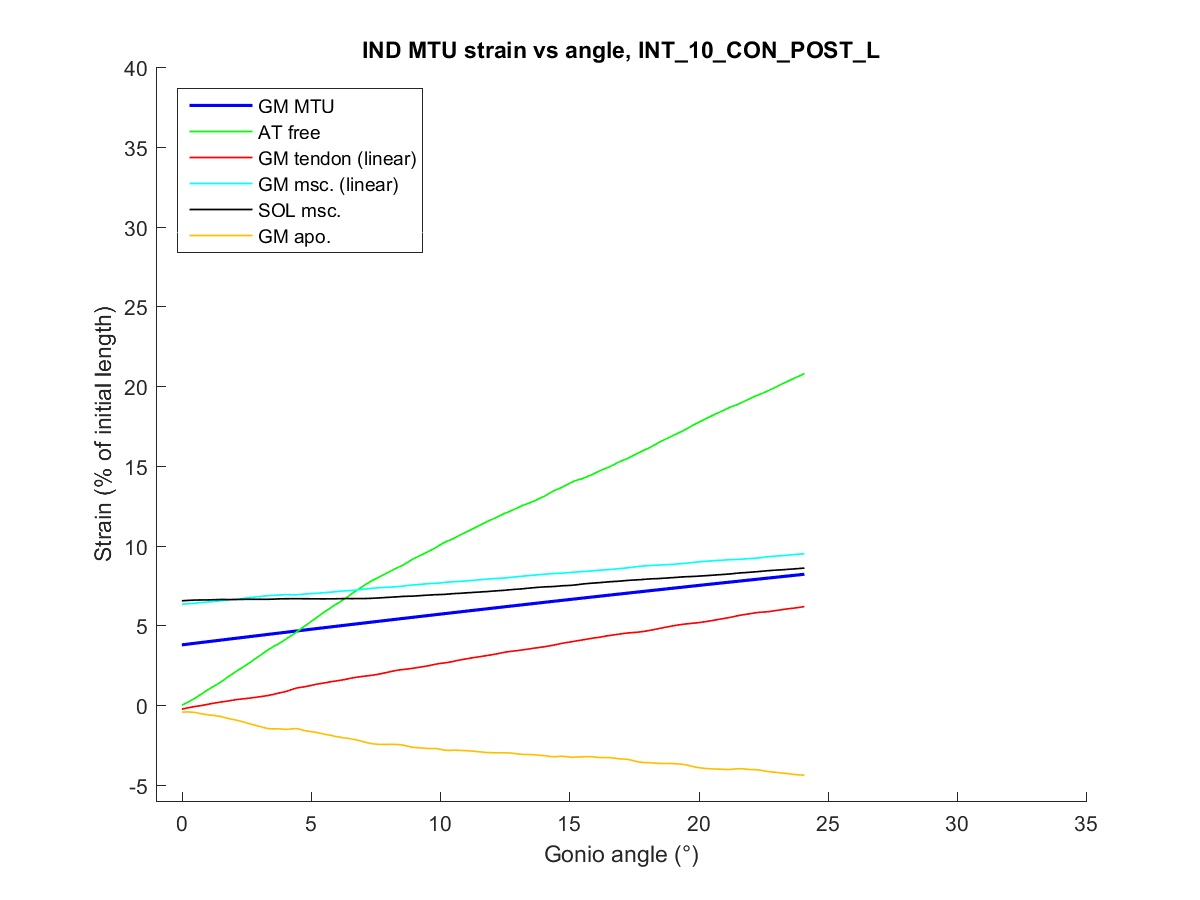 IND MTU strain vs angle, INT_10_CON_POST_L
40
35
30
25
20
15
10
5
0
-5
Strain (% of initial length)
GM MTU
AT free
GM tendon (linear)
GM msc. (linear)
SOL msc.
GM apo.
0 5 10 15 20 25 30 35
Gonio angle (°)